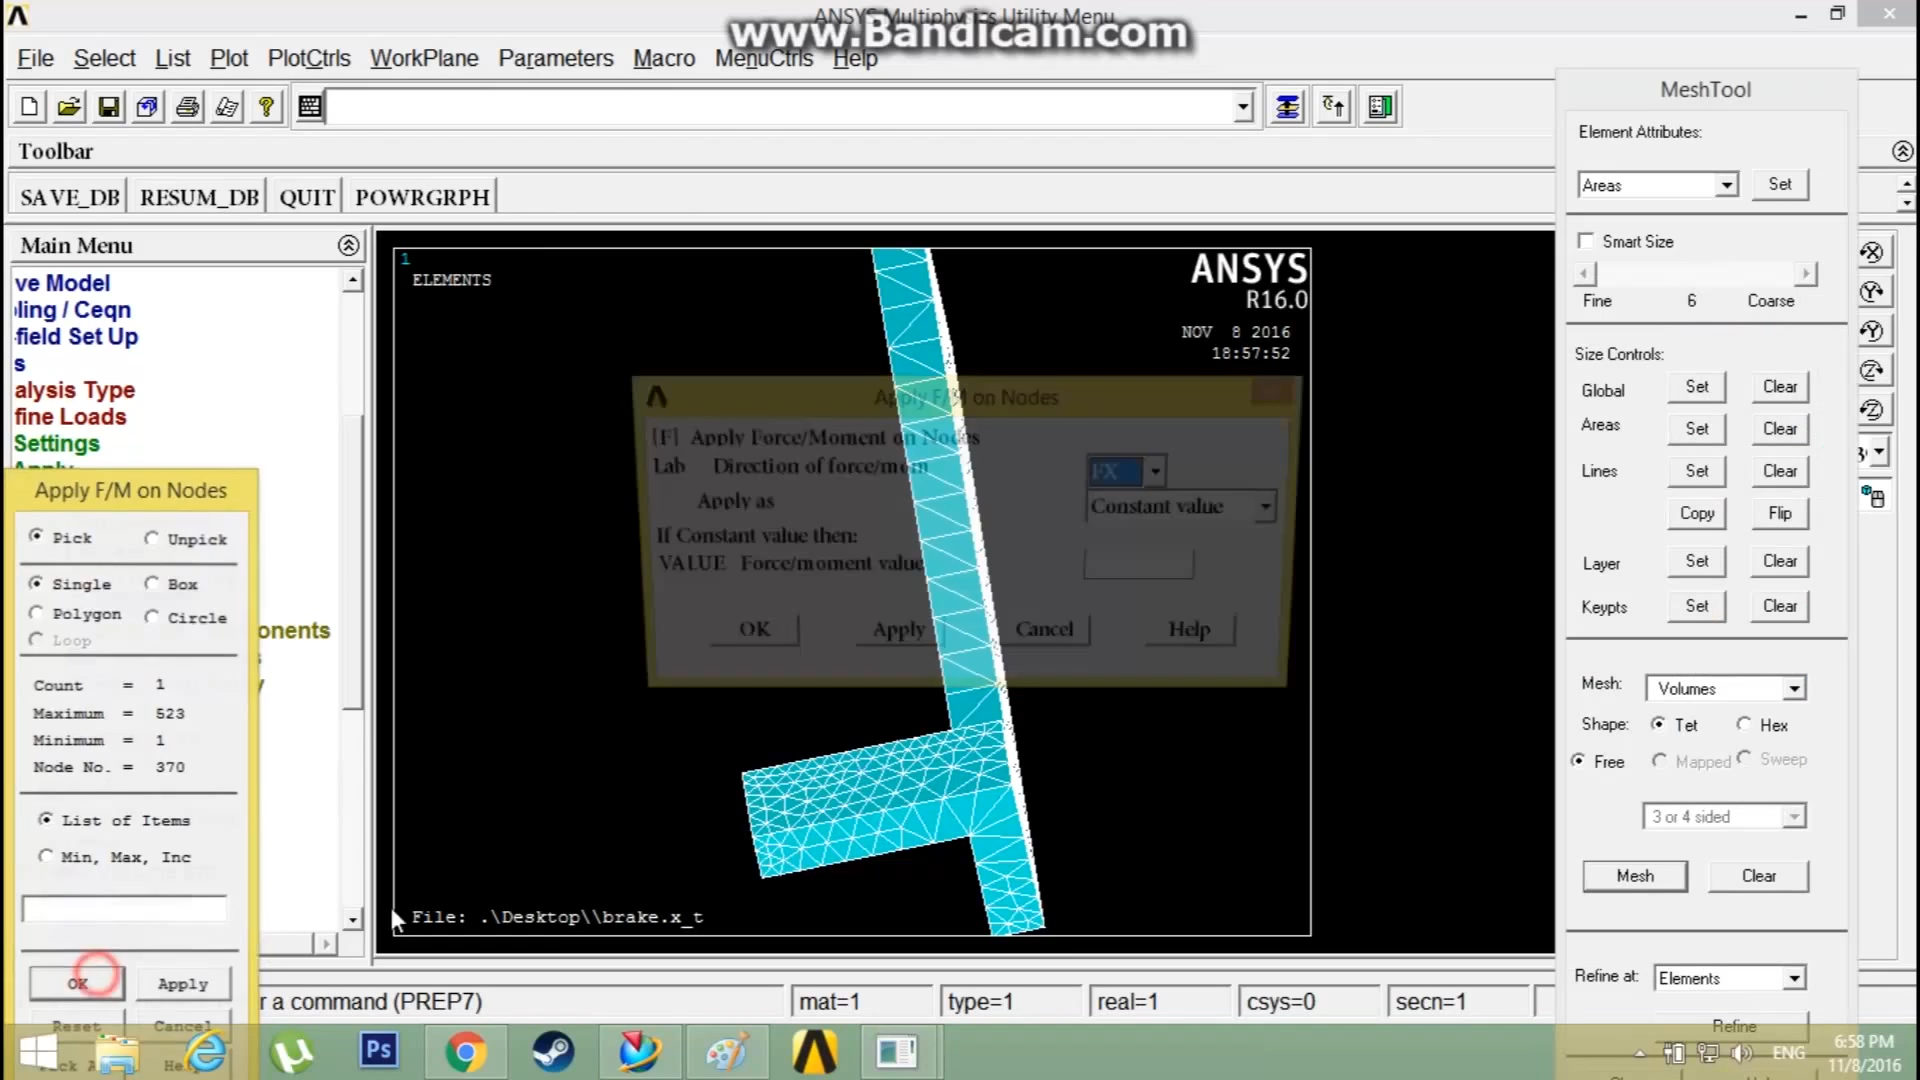 ANSYS Multiphysics Utility Menu
www.Bandicam.com
File Select List Plot PlotCtrls WorkPlane Parameters Macro MenuCtrls Help
Toolbar
SAVE_DB RESUM_DB QUIT POWRGRPH
Main Menu
ve Model
ling / Ceqn
field Set Up
s
alysis Type
fine Loads
Settings
Apply
onents
Apply F/M on Nodes
Pick Unpick
Single Box
Polygon Circle
Loop
Count = 1
Maximum = 523
Minimum = 1
Node No. = 370
List of Items
Min, Max, Inc
OK Apply
Reset Cancel
1
ELEMENTS
ANSYS
R16.0
NOV 8 2016
18:57:52
Apply F/M on Nodes
[F] Apply Force/Moment on Nodes
Lab Direction of force/mom FX
Apply as Constant value
If Constant value then:
VALUE Force/moment value
OK Apply Cancel Help
File: .\Desktop\\brake.x_t
r a command (PREP7) mat=1 type=1 real=1 csys=0 secn=1
MeshTool
Element Attributes:
Areas Set
Smart Size
Fine 6 Coarse
Size Controls:
Global Set Clear
Areas Set Clear
Lines Set Clear
Copy Flip
Layer Set Clear
Keypts Set Clear
Mesh: Volumes
Shape: Tet Hex
Free Mapped Sweep
3 or 4 sided
Mesh Clear
Refine at: Elements
Refine
Ps
ENG
6:58 PM
11/8/2016